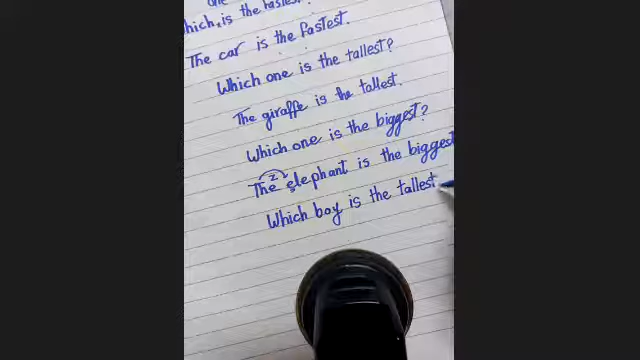 one
which is the fastest?
The car is the fastest.
Which one is the tallest?
The giraffe is the tallest.
Which one is the biggest?
The elephant is the biggest
Which boy is the tallest